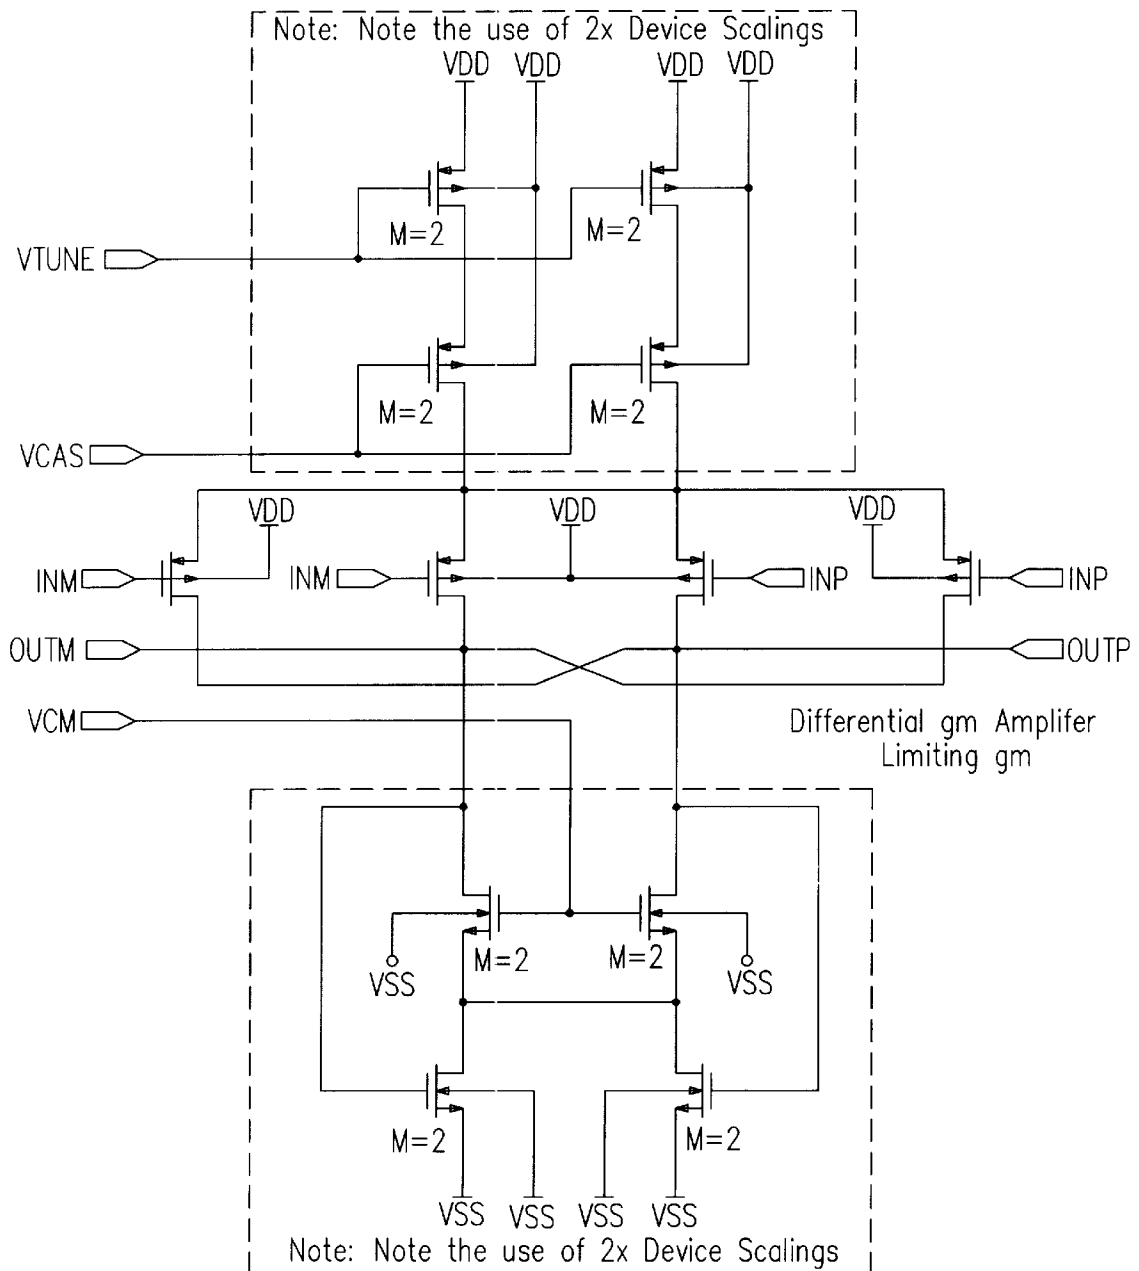 Note: Note the use of 2x Device Scalings
VDD VDD VDD VDD
M=2 M=2
VTUNE
M=2 M=2
VCAS
VDD VDD VDD
INM INM INP INP
OUTM OUTP
VCM
Differential gm Amplifer
Limiting gm
M=2 M=2
VSS VSS
M=2 M=2
VSS VSS VSS VSS
Note: Note the use of 2x Device Scalings